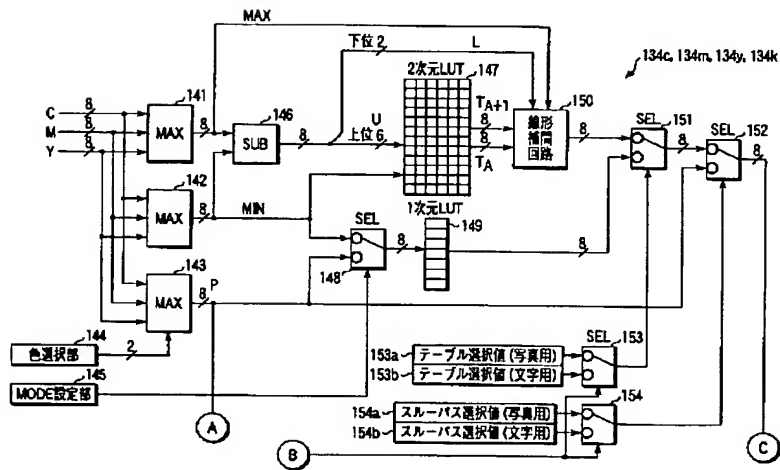 MAX
下位2
L
2次元LUT
147
134c, 134m, 134y, 134k
141
C
8
M
8
Y
8
MAX
8
146
SUB
8
U
上位6
T_A+1
8
8
T_A
150
線形
補間
回路
8
SEL
151
8
SEL
152
8
142
MAX
8
MIN
SEL
148
8
1次元LUT
149
8
143
MAX
8
P
144
色選択部
2
145
MODE設定部
A
SEL
153
153a
テーブル選択値(写真用)
153b
テーブル選択値(文字用)
154
154a
スルーパス選択値(写真用)
154b
スルーパス選択値(文字用)
B
C